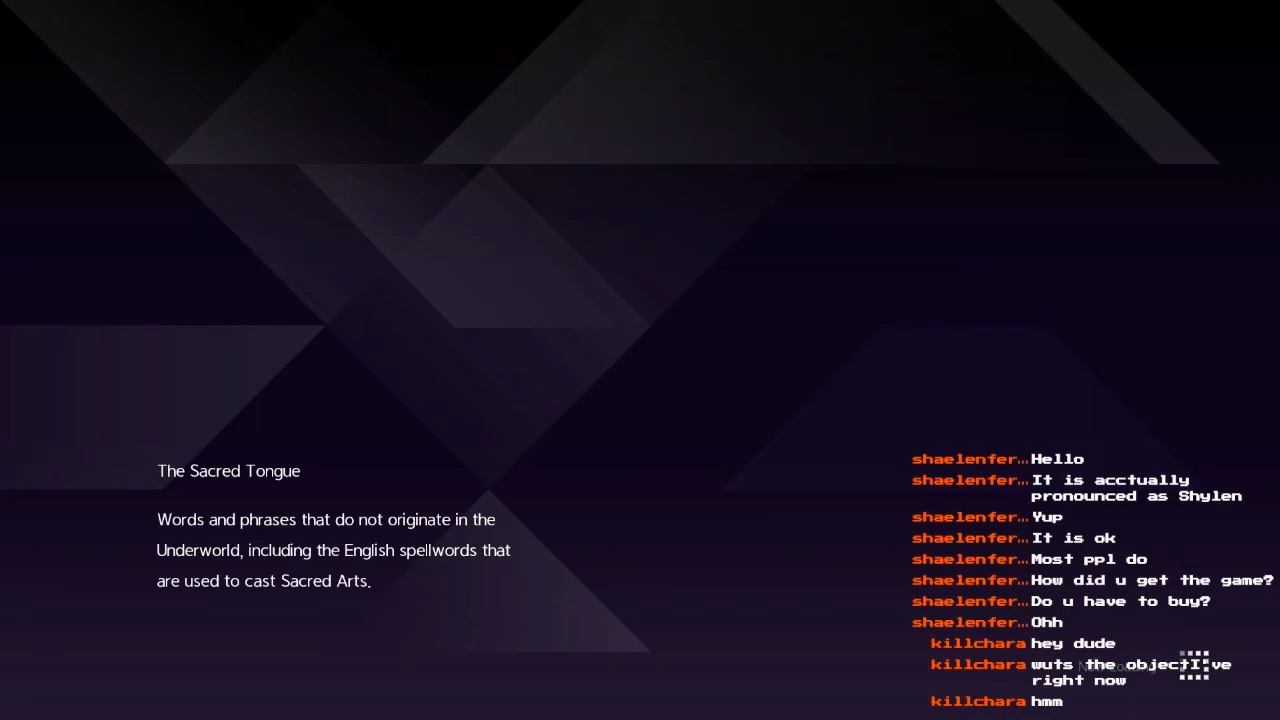 The Sacred Tongue
Words and phrases that do not originate in the
Underworld, including the English spellwords that
are used to cast Sacred Arts.
shaelenfer… Hello
shaelenfer… It is acctually
pronounced as Shylen
shaelenfer… Yup
shaelenfer… It is ok
shaelenfer… Most ppl do
shaelenfer… How did u get the game?
shaelenfer… Do u have to buy?
shaelenfer… Ohh
killchara hey dude
killchara wuts the objectI've
right now
killchara hmm